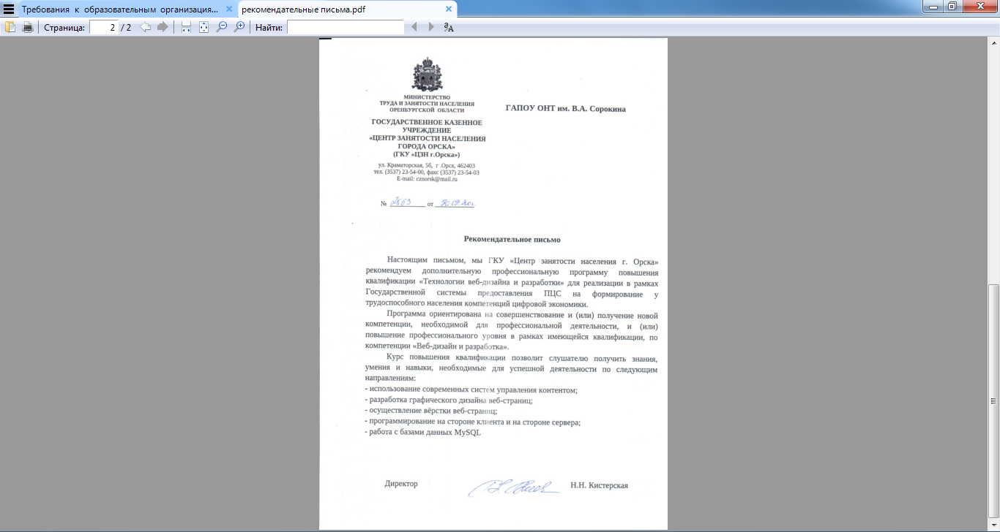 Требования к образовательным организация...
рекомендательные письма.pdf
Страница: 2 / 2 Найти:
МИНИСТЕРСТВО
ТРУДА И ЗАНЯТОСТИ НАСЕЛЕНИЯ
ОРЕНБУРГСКОЙ ОБЛАСТИ
ГОСУДАРСТВЕННОЕ КАЗЕННОЕ
УЧРЕЖДЕНИЕ
«ЦЕНТР ЗАНЯТОСТИ НАСЕЛЕНИЯ
ГОРОДА ОРСКА»
(ГКУ «ЦЗН г.Орска»)
ул. Краматорская, 5б, г .Орск, 462403
тел. (3537) 23-54-00, факс (3537) 23-54-03
E-mail: cznorsk@mail.ru
ГАПОУ ОНТ им. В.А. Сорокина
№ 2863 от
Рекомендательное письмо
Настоящим письмом, мы ГКУ «Центр занятости населения г. Орска»
рекомендуем дополнительную профессиональную программу повышения
квалификации «Технологии веб-дизайна и разработки» для реализации в рамках
Государственной системы предоставления ПЦС на формирование у
трудоспособного населения компетенций цифровой экономики.
Программа ориентирована на совершенствование и (или) получение новой
компетенции, необходимой для профессиональной деятельности, и (или)
повышение профессионального уровня в рамках имеющейся квалификации, по
компетенции «Веб-дизайн и разработка».
Курс повышения квалификации позволит слушателю получить знания,
умения и навыки, необходимые для успешной деятельности по следующим
направлениям:
- использование современных систем управления контентом;
- разработка графического дизайна веб-страниц;
- осуществление вёрстки веб-страниц;
- программирование на стороне клиента и на стороне сервера;
- работа с базами данных MySQL
Директор Н.Н. Кистерская